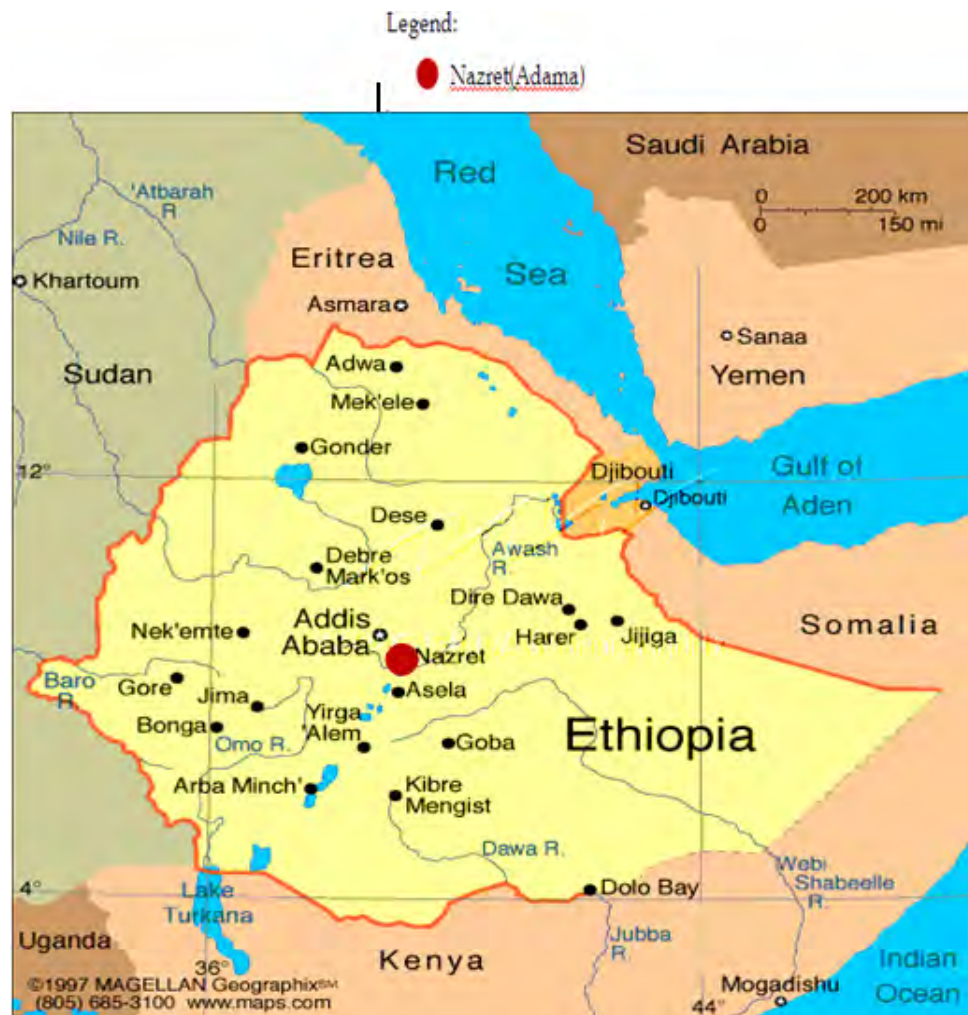 Legend:
Nazret(Adama)
Saudi Arabia
Red
0 200 km
0 150 mi
'Atbarah
R
Nile R.
Khartoum
Eritrea
Sea
Asmara
Sanaa
Sudan
Adwa
Yemen
Mek'ele
Gonder
12°
Djibouti
Gulf of
Aden
Djibouti
Dese
Awash
R.
Debre
Mark'os
Dire Dawa
Addis
Ababa
Nek'emte
Harer
Jijiga
Somalia
Nazret
Baro
R.
Gore
Jima
Asela
Yirga
'Alem
Bonga
Omo R.
Goba
Ethiopia
Arba Minch'
Kibre
Mengist
Dawa R.
Webi
Shabeelle
R.
4°
Lake
Turkana
Dolo Bay
Uganda
Kenya
Jubba
R
Indian
Ocean
36°
©1997 MAGELLAN Geographix℠
(805) 685-3100 www.maps.com
Mogadishu
44°